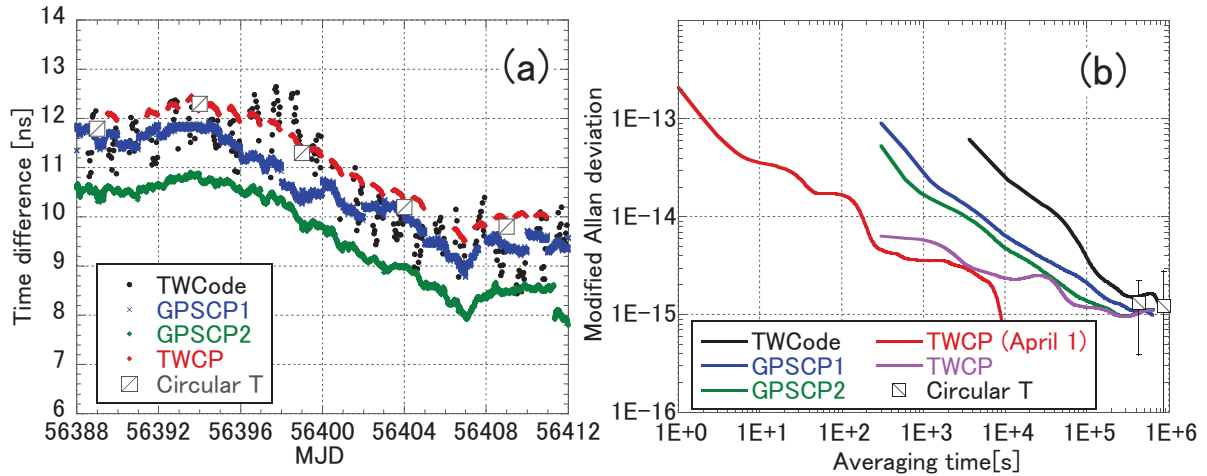 (a)
Time difference [ns]
14
13
12
11
10
9
8
7
6
TWCode
GPSCP1
GPSCP2
TWCP
Circular T
56388 56392 56396 56400 56404 56408 56412
MJD
(b)
Modified Allan deviation
1E-13
1E-14
1E-15
1E-16
TWCode TWCP (April 1)
GPSCP1 TWCP
GPSCP2 Circular T
1E+0 1E+1 1E+2 1E+3 1E+4 1E+5 1E+6
Averaging time[s]